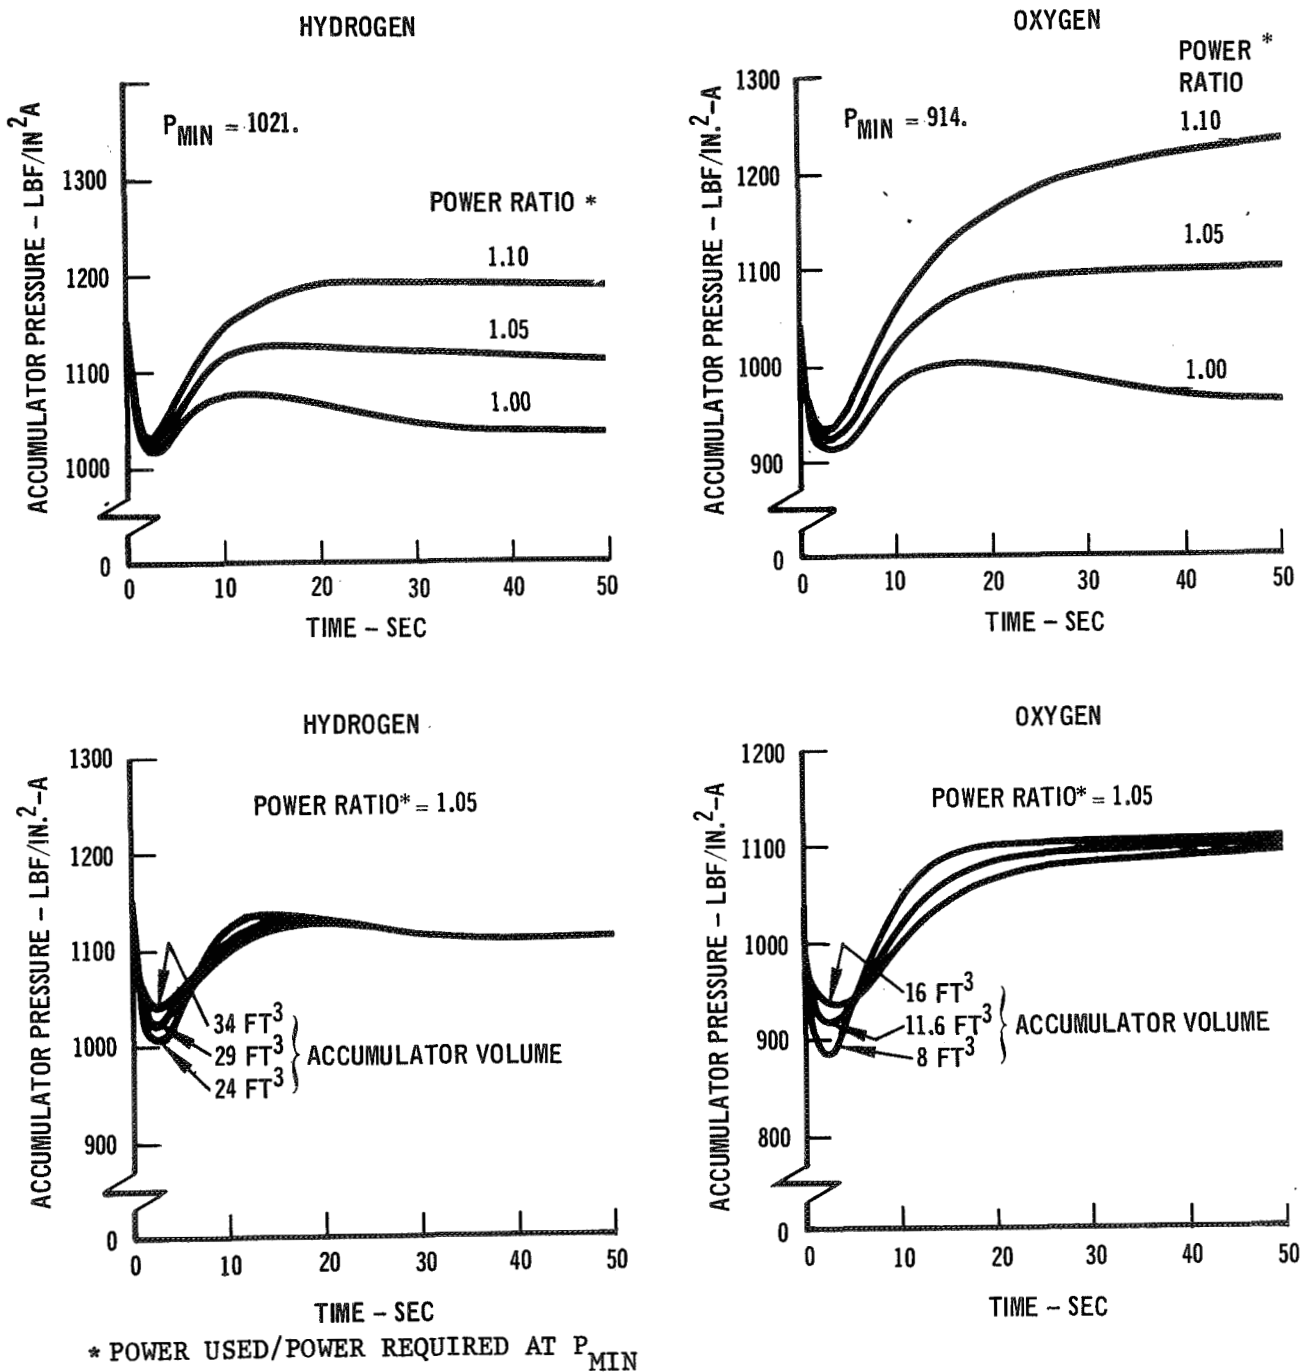 HYDROGEN
ACCUMULATOR PRESSURE – LBF/IN²A
P_MIN = 1021.
POWER RATIO *
1.10
1.05
1.00
1300
1200
1100
1000
0
0 10 20 30 40 50
TIME – SEC
OXYGEN
ACCUMULATOR PRESSURE – LBF/IN.²-A
P_MIN = 914.
POWER *
RATIO
1.10
1.05
1.00
1300
1200
1100
1000
900
0
0 10 20 30 40 50
TIME – SEC
HYDROGEN
ACCUMULATOR PRESSURE – LBF/IN.²-A
POWER RATIO* = 1.05
1300
1200
1100
1000
900
0
34 FT³
29 FT³
24 FT³
ACCUMULATOR VOLUME
0 10 20 30 40 50
TIME – SEC
OXYGEN
ACCUMULATOR PRESSURE – LBF/IN.²-A
POWER RATIO* = 1.05
1200
1100
1000
900
800
0
16 FT³
11.6 FT³
8 FT³
ACCUMULATOR VOLUME
0 10 20 30 40 50
TIME – SEC
* POWER USED/POWER REQUIRED AT P_MIN